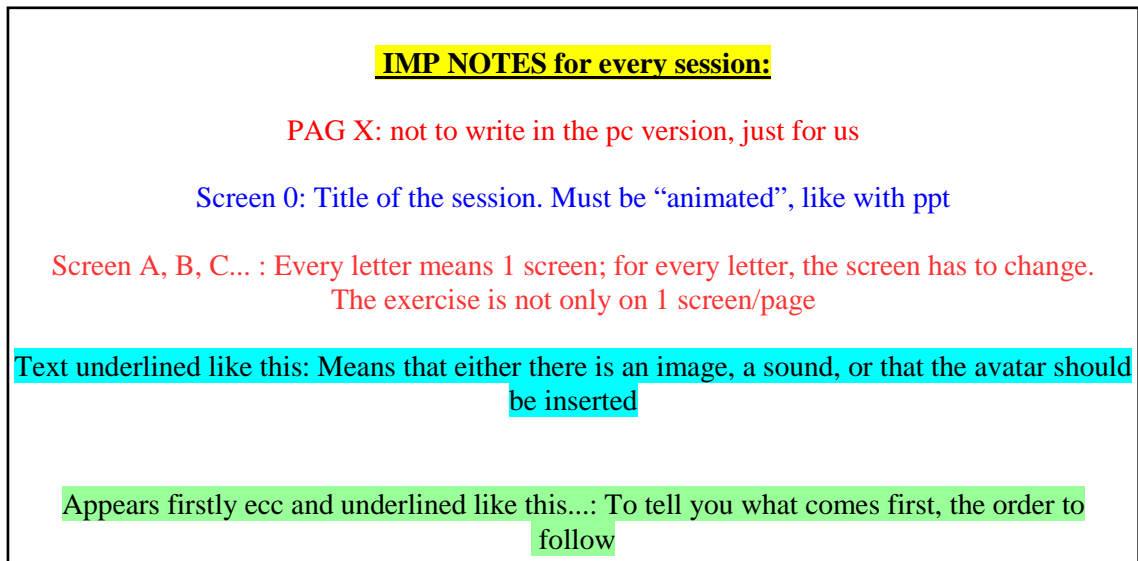 IMP NOTES for every session:
PAG X: not to write in the pc version, just for us
Screen 0: Title of the session. Must be “animated”, like with ppt
Screen A, B, C... : Every letter means 1 screen; for every letter, the screen has to change.
The exercise is not only on 1 screen/page
Text underlined like this: Means that either there is an image, a sound, or that the avatar should
be inserted
Appears firstly ecc and underlined like this...: To tell you what comes first, the order to
follow